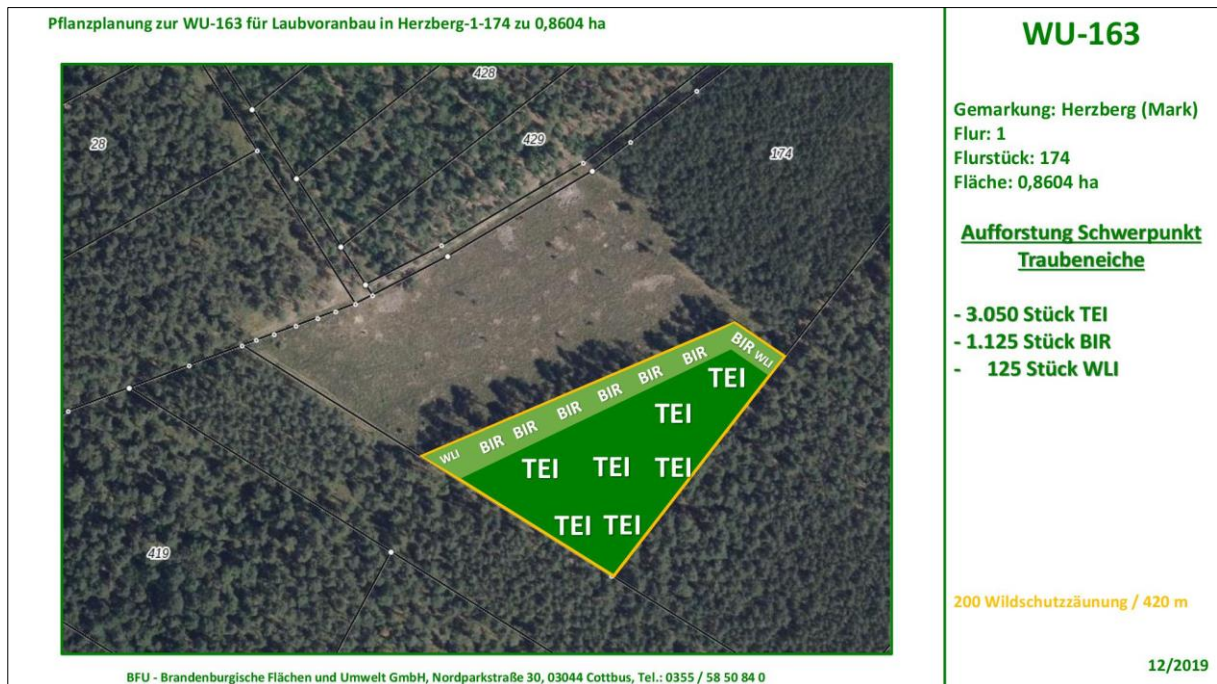 Pflanzplanung zur WU-163 für Laubvoranbau in Herzberg-1-174 zu 0,8604 ha
428
28
429
174
419
BIR
WLI
BIR
BIR
BIR
BIR
BIR
BIR
WLI
TEI
TEI
TEI
TEI
TEI
TEI
TEI
BFU - Brandenburgische Flächen und Umwelt GmbH, Nordparkstraße 30, 03044 Cottbus, Tel.: 0355 / 58 50 84 0
WU-163
Gemarkung: Herzberg (Mark)
Flur: 1
Flurstück: 174
Fläche: 0,8604 ha
Aufforstung Schwerpunkt
Traubeneiche
- 3.050 Stück TEI
- 1.125 Stück BIR
- 125 Stück WLI
200 Wildschutzzäunung / 420 m
12/2019